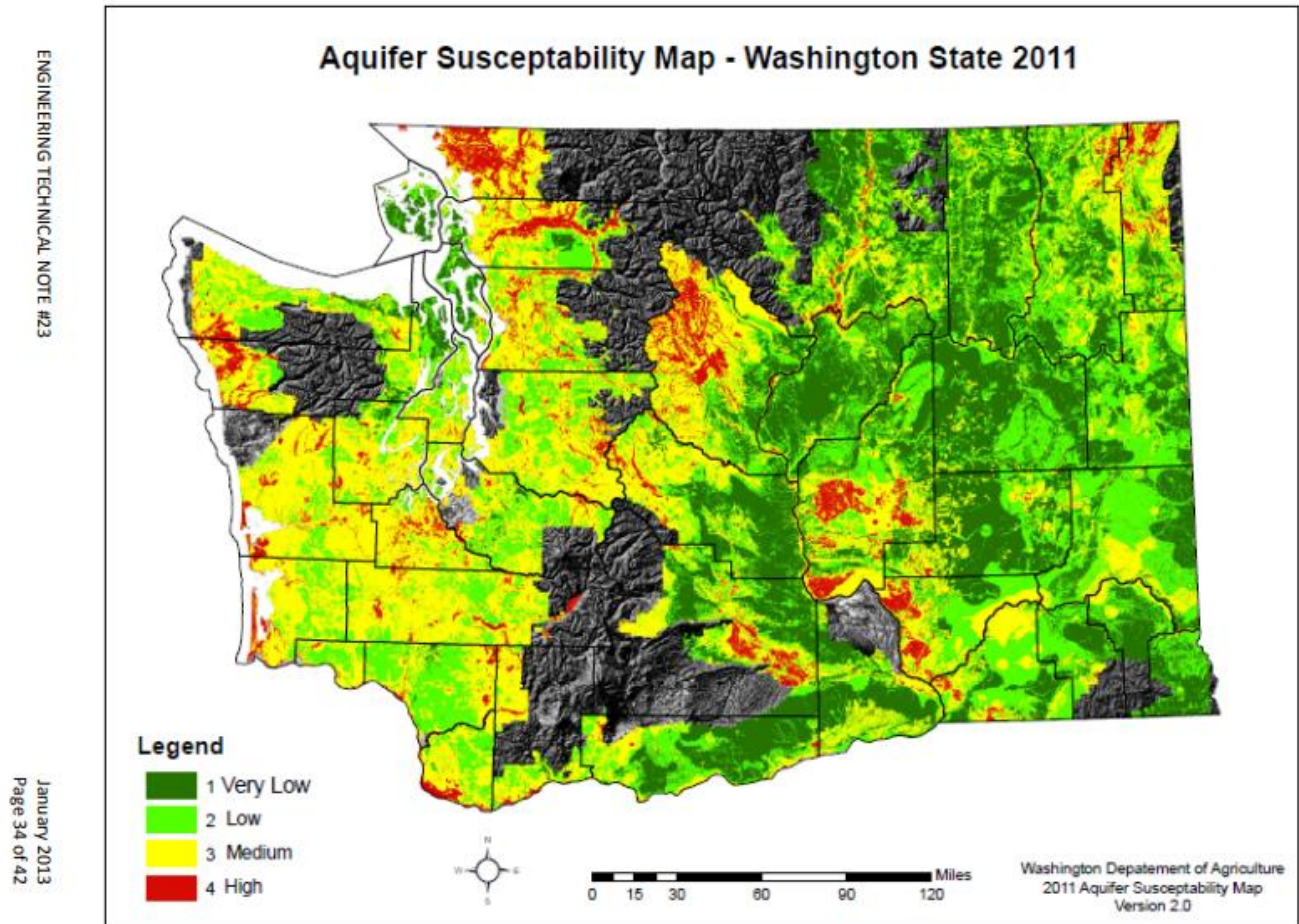 ENGINEERING TECHNICAL NOTE #23
Aquifer Susceptability Map - Washington State 2011
Legend
1 Very Low
2 Low
3 Medium
4 High
N
W
E
S
Miles
0 15 30 60 90 120
Washington Depatement of Agriculture
2011 Aquifer Susceptability Map
Version 2.0
January 2013
Page 34 of 42